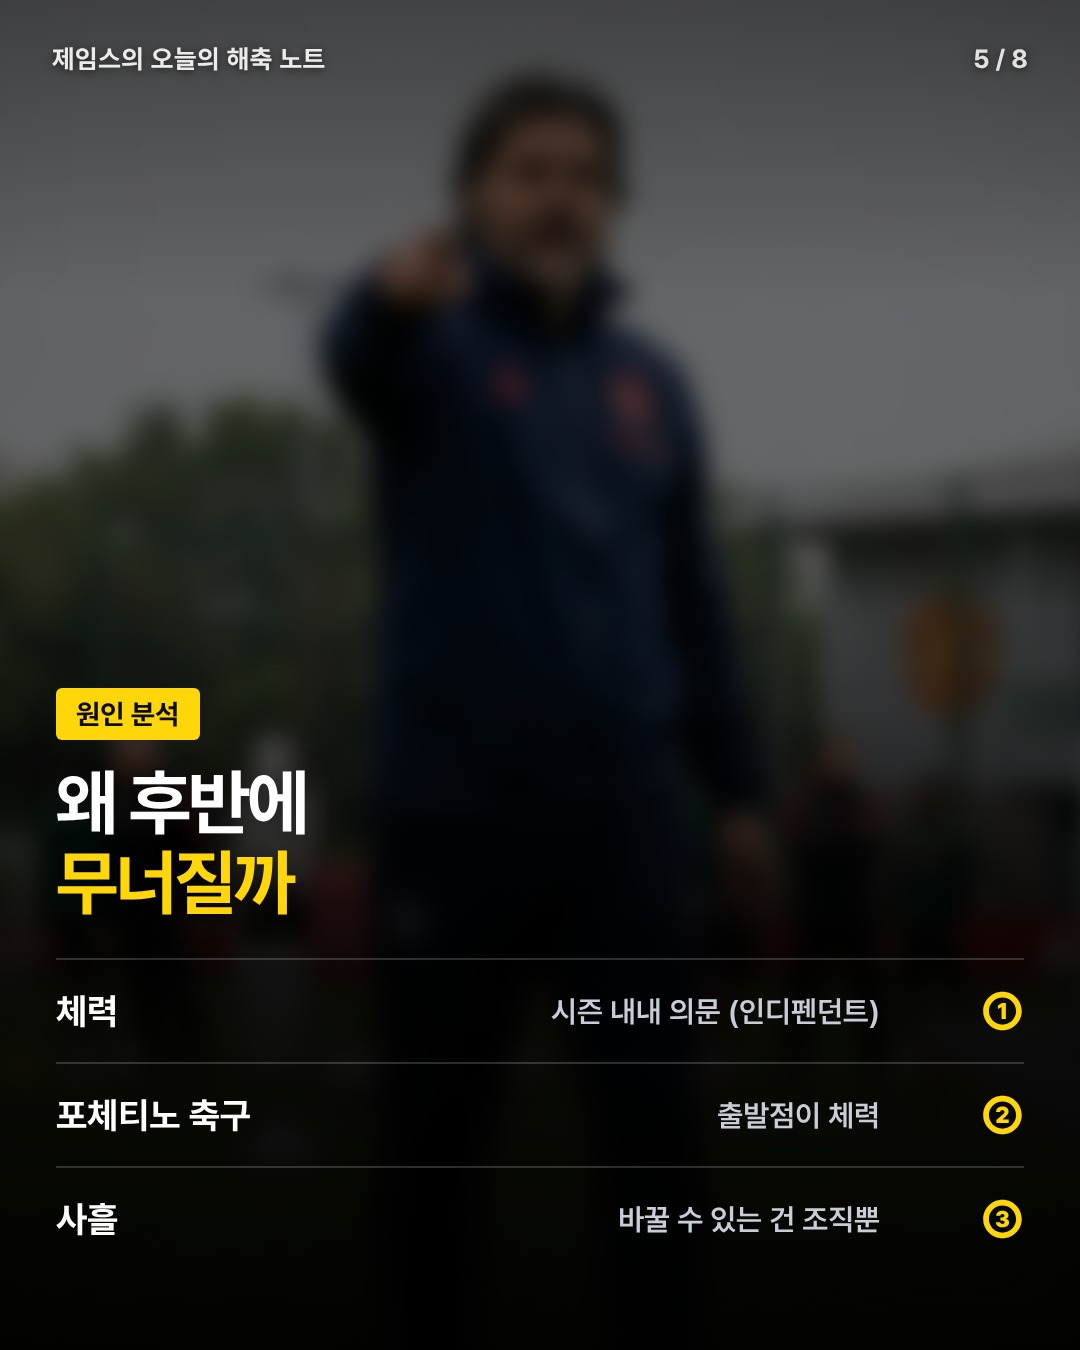 제임스의 오늘의 해축 노트
5 / 8
원인 분석
왜 후반에
무너질까
체력 시즌 내내 의문 (인디펜던트) 1
포체티노 축구 출발점이 체력 2
사흘 바꿀 수 있는 건 조직뿐 3